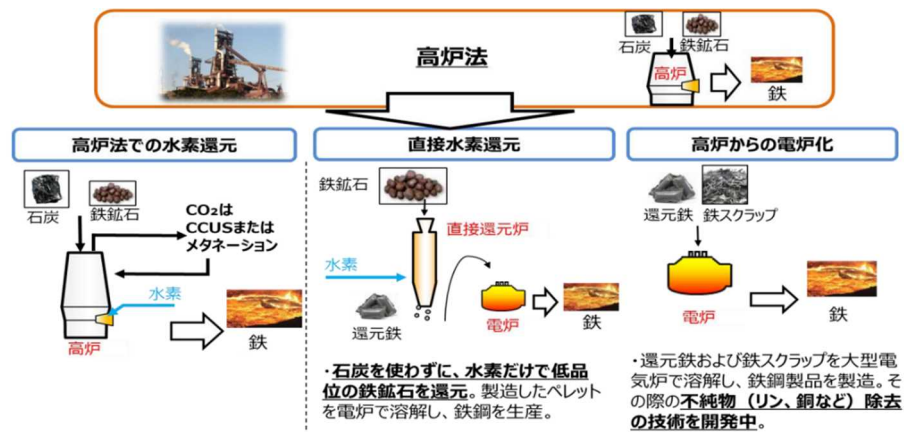 高炉法
石炭
鉄鉱石
高炉
鉄
高炉法での水素還元
石炭
鉄鉱石
CO₂は
CCUSまたは
メタネーション
水素
高炉
鉄
直接水素還元
鉄鉱石
直接還元炉
水素
還元鉄
電炉
鉄
・石炭を使わずに、水素だけで低品
位の鉄鉱石を還元。製造したペレット
を電炉で溶解し、鉄鋼を生産。
高炉からの電炉化
還元鉄
鉄スクラップ
電炉
鉄
・還元鉄および鉄スクラップを大型電
気炉で溶解し、鉄鋼製品を製造。そ
の際の不純物（リン、銅など）除去
の技術を開発中。